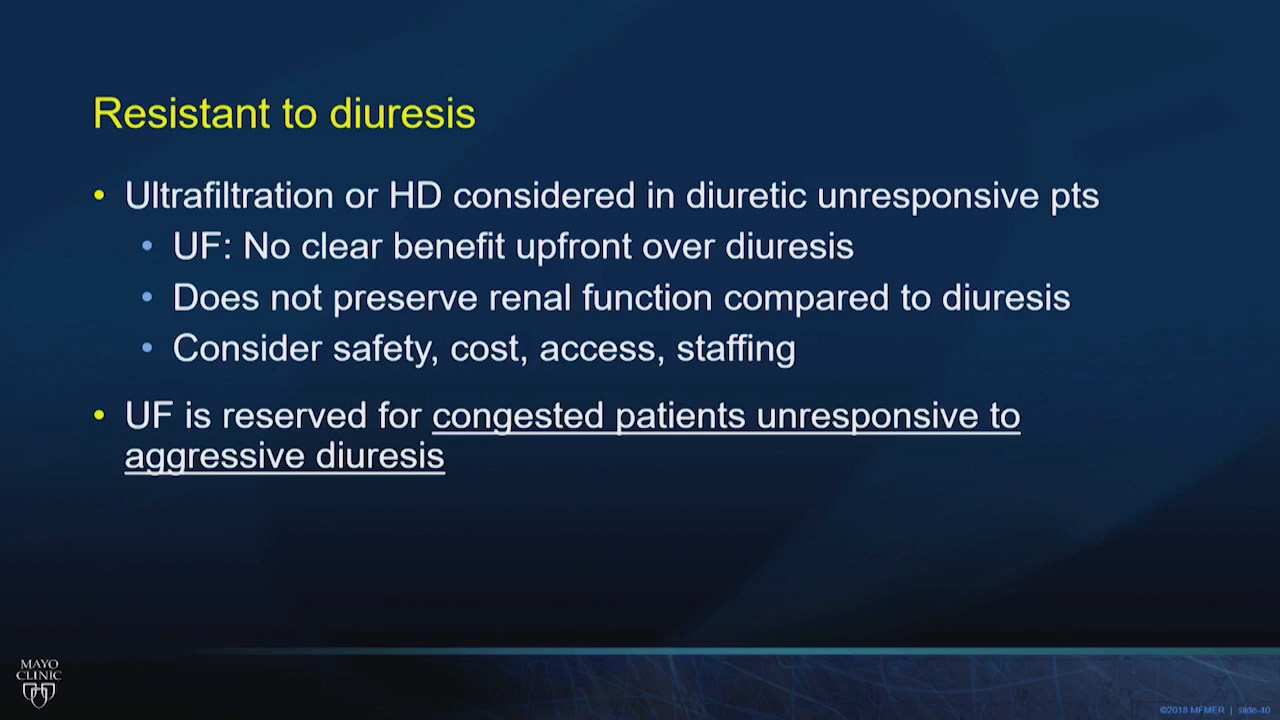 Resistant to diuresis
• Ultrafiltration or HD considered in diuretic unresponsive pts
• UF: No clear benefit upfront over diuresis
• Does not preserve renal function compared to diuresis
• Consider safety, cost, access, staffing
• UF is reserved for congested patients unresponsive to
aggressive diuresis
MAYO
CLINIC
©2018 MFMER | slide-40